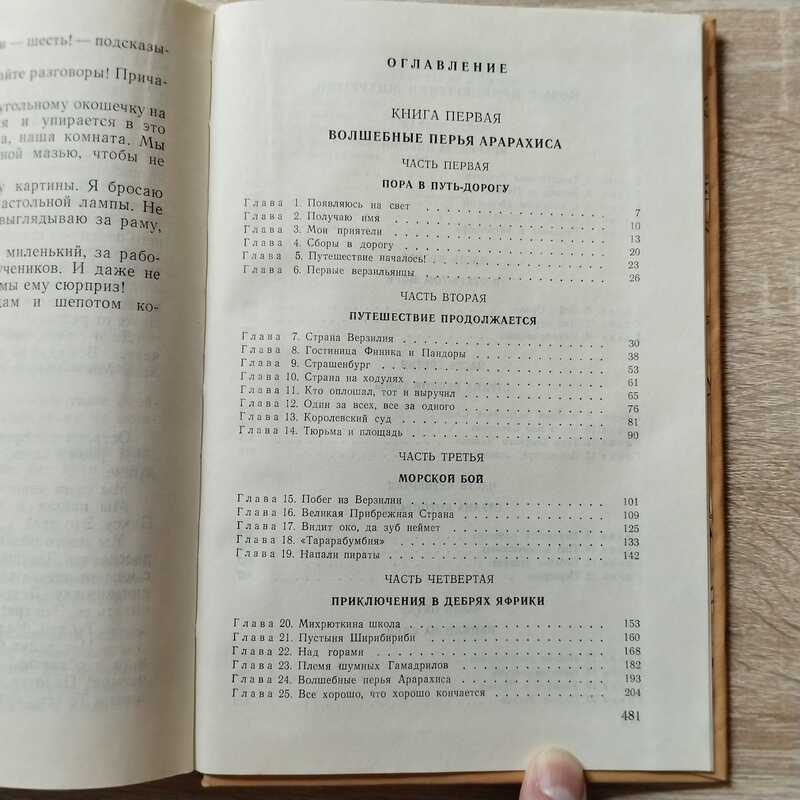 — шесть! — подсказы-
айте разговоры! Прича-
угольному окошечку на
я и упирается в это
а, наша комната. Мы
ной мазью, чтобы не
у картины. Я бросаю
астольной лампы. Не
выглядываю за раму,
миленький, за рабо-
учеников. И даже не
мы ему сюрприз!
дам и шепотом ко-
ОГЛАВЛЕНИЕ
КНИГА ПЕРВАЯ
ВОЛШЕБНЫЕ ПЕРЬЯ АРАРАХИСА
ЧАСТЬ ПЕРВАЯ
ПОРА В ПУТЬ-ДОРОГУ
Глава 1. Появляюсь на свет . . . . . . . . . . . . 7
Глава 2. Получаю имя . . . . . . . . . . . . 10
Глава 3. Мои приятели . . . . . . . . . . . . 13
Глава 4. Сборы в дорогу . . . . . . . . . . . . 20
Глава 5. Путешествие началось! . . . . . . . . . . . . 23
Глава 6. Первые верзильянцы . . . . . . . . . . . . 26
ЧАСТЬ ВТОРАЯ
ПУТЕШЕСТВИЕ ПРОДОЛЖАЕТСЯ
Глава 7. Страна Верзилия . . . . . . . . . . . . 30
Глава 8. Гостиница Финика и Пандоры . . . . . . . . . . . . 38
Глава 9. Страшенбург . . . . . . . . . . . . 53
Глава 10. Страна на ходулях . . . . . . . . . . . . 61
Глава 11. Кто оплошал, тот и выручил . . . . . . . . . . . . 65
Глава 12. Один за всех, все за одного . . . . . . . . . . . . 76
Глава 13. Королевский суд . . . . . . . . . . . . 81
Глава 14. Тюрьма и площадь . . . . . . . . . . . . 90
ЧАСТЬ ТРЕТЬЯ
МОРСКОЙ БОЙ
Глава 15. Побег из Верзилии . . . . . . . . . . . . 101
Глава 16. Великая Прибрежная Страна . . . . . . . . . . . . 109
Глава 17. Видит око, да зуб неймет . . . . . . . . . . . . 125
Глава 18. «Тарарабумбия» . . . . . . . . . . . . 133
Глава 19. Напали пираты . . . . . . . . . . . . 142
ЧАСТЬ ЧЕТВЕРТАЯ
ПРИКЛЮЧЕНИЯ В ДЕБРЯХ ЯФРИКИ
Глава 20. Михрюткина школа . . . . . . . . . . . . 153
Глава 21. Пустыня Ширибириби . . . . . . . . . . . . 160
Глава 22. Над горами . . . . . . . . . . . . 168
Глава 23. Племя шумных Гамадрилов . . . . . . . . . . . . 182
Глава 24. Волшебные перья Арарахиса . . . . . . . . . . . . 193
Глава 25. Все хорошо, что хорошо кончается . . . . . . . . . . . . 204
481